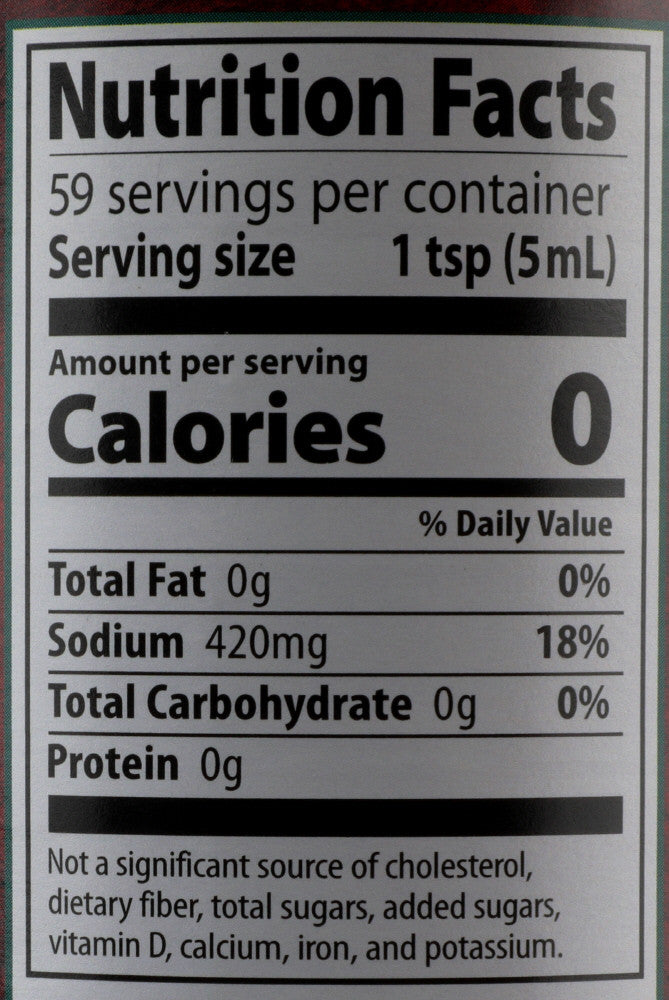 Nutrition Facts
59 servings per container
Serving size 1 tsp (5mL)
Amount per serving
Calories 0
% Daily Value
Total Fat 0g 0%
Sodium 420mg 18%
Total Carbohydrate 0g 0%
Protein 0g
Not a significant source of cholesterol,
dietary fiber, total sugars, added sugars,
vitamin D, calcium, iron, and potassium.